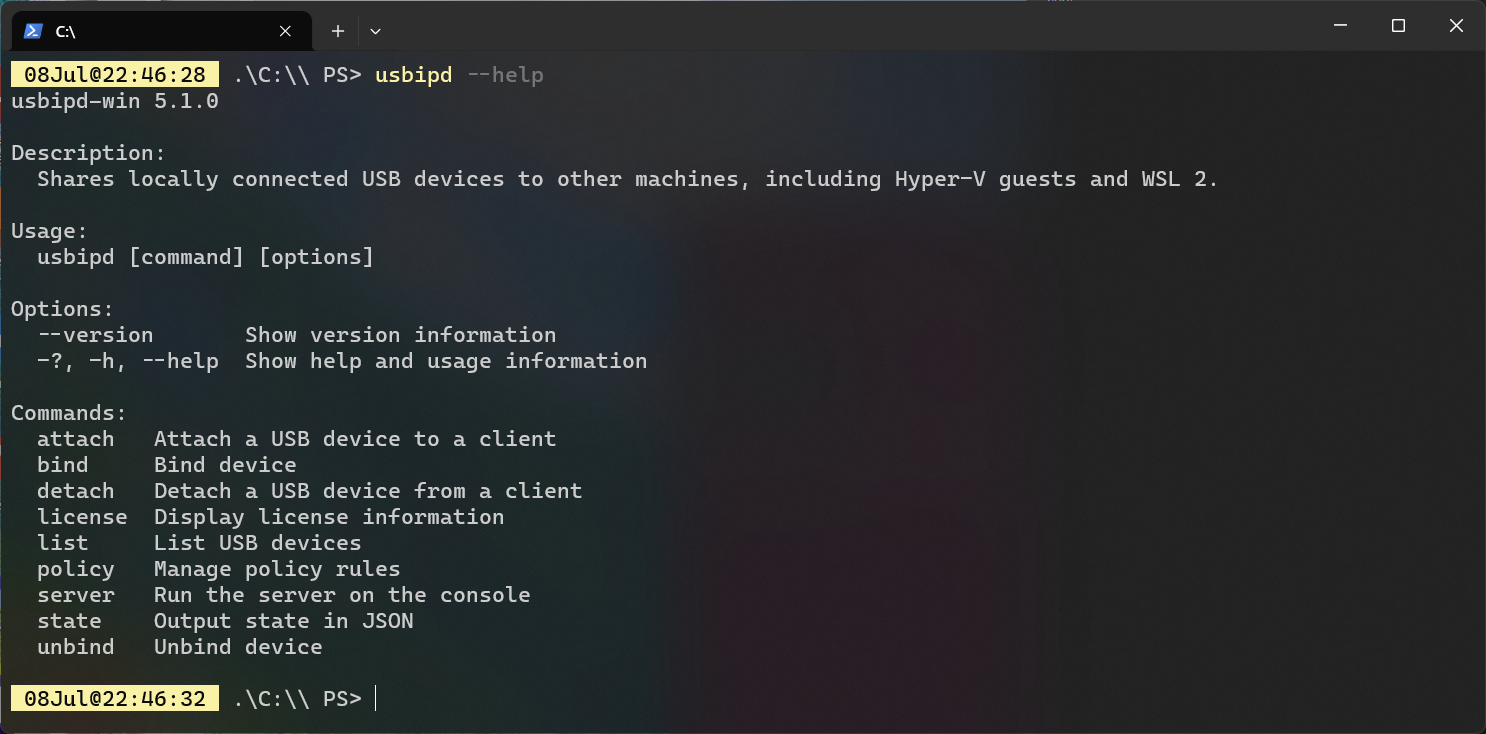 C:\
08Jul@22:46:28 .\C:\\ PS> usbipd --help
usbipd-win 5.1.0
Description:
Shares locally connected USB devices to other machines, including Hyper-V guests and WSL 2.
Usage:
usbipd [command] [options]
Options:
--version Show version information
-?, -h, --help Show help and usage information
Commands:
attach Attach a USB device to a client
bind Bind device
detach Detach a USB device from a client
license Display license information
list List USB devices
policy Manage policy rules
server Run the server on the console
state Output state in JSON
unbind Unbind device
08Jul@22:46:32 .\C:\\ PS>